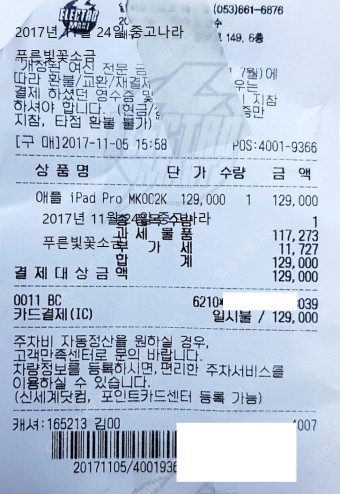 ELECTRO MART
(053)661-6876
2017년 11월 24일 중고나라
149, 6층
푸른빛꽃소금
개정된 여신 전문 금 7월)에
따라 환불/교환/재결제 우는
결제 하셨던 영수증 및 지참
하셔야 합니다. (현금/ 중만
지참, 타점 환불 불가)
[구 매]2017-11-05 15:58 POS:4001-9366
상 품 명 단 가 수량 금 액
애플 iPad Pro MK0C2K 129,000 1 129,000
2017년 11월 24일 중고나라
총 품목 수량 1
과 세 물 품 117,273
푸른빛꽃소금
부 가 세 11,727
합 계 129,000
결 제 대 상 금 액 129,000
0011 BC 6210* 039
카드결제(IC) 일시불 / 129,000
주차비 자동정산을 원하실 경우,
고객만족센터로 문의 바랍니다.
차량정보를 등록하시면, 편리한 주차서비스를
이용하실 수 있습니다.
(신세계닷컴, 포인트카드센터 등록 가능)
캐셔:165213 김00 4007
20171105/4001936